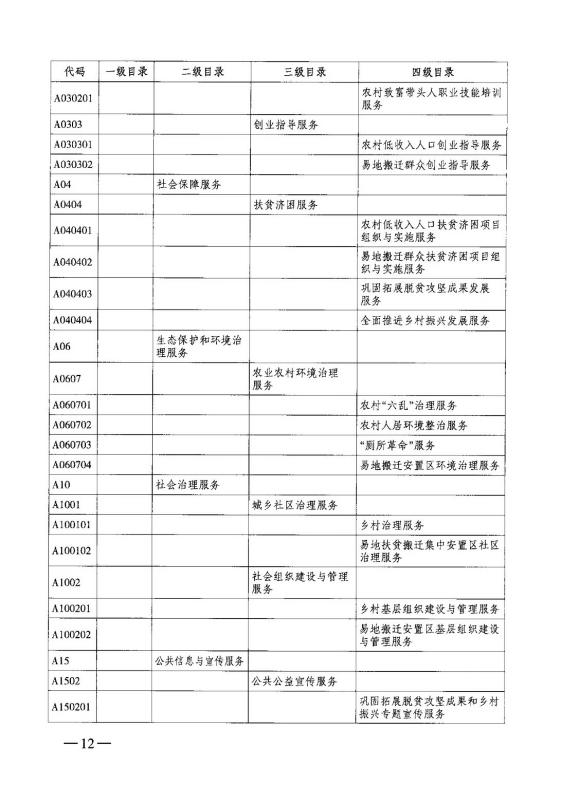 代码 一级目录 二级目录 三级目录 四级目录
A030201 农村致富带头人职业技能培训
服务
A0303 创业指导服务
A030301 农村低收入人口创业指导服务
A030302 易地搬迁群众创业指导服务
A04 社会保障服务
A0404 扶贫济困服务
A040401 农村低收入人口扶贫济困项目
组织与实施服务
A040402 易地搬迁群众扶贫济困项目组
织与实施服务
A040403 巩固拓展脱贫攻坚成果发展
服务
A040404 全面推进乡村振兴发展服务
A06 生态保护和环境治
理服务
A0607 农业农村环境治理
服务
A060701 农村“六乱”治理服务
A060702 农村人居环境整治服务
A060703 “厕所革命”服务
A060704 易地搬迁安置区环境治理服务
A10 社会治理服务
A1001 城乡社区治理服务
A100101 乡村治理服务
A100102 易地扶贫搬迁集中安置区社区
治理服务
A1002 社会组织建设与管理
服务
A100201 乡村基层组织建设与管理服务
A100202 易地搬迁安置区基层组织建设
与管理服务
A15 公共信息与宣传服务
A1502 公共公益宣传服务
A150201 巩固拓展脱贫攻坚成果和乡村
振兴专题宣传服务
—12—